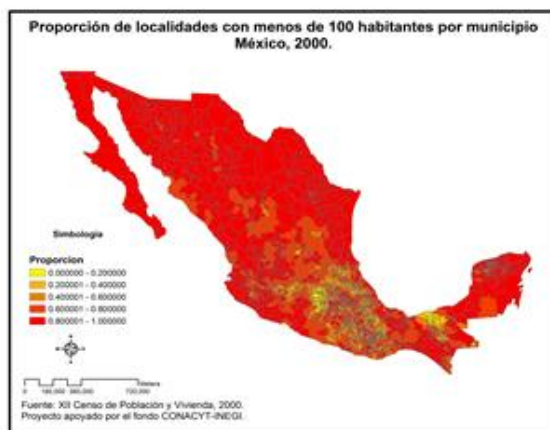 Proporción de localidades con menos de 100 habitantes por municipio
México, 2000.
Simbología
Proporcion
0.000000 - 0.200000
0.200001 - 0.400000
0.400001 - 0.600000
0.600001 - 0.800000
0.800001 - 1.000000
Meters
0
Fuente: XII Censo de Población y Vivienda, 2000.
Proyecto apoyado por el fondo CONACYT-INEGI.